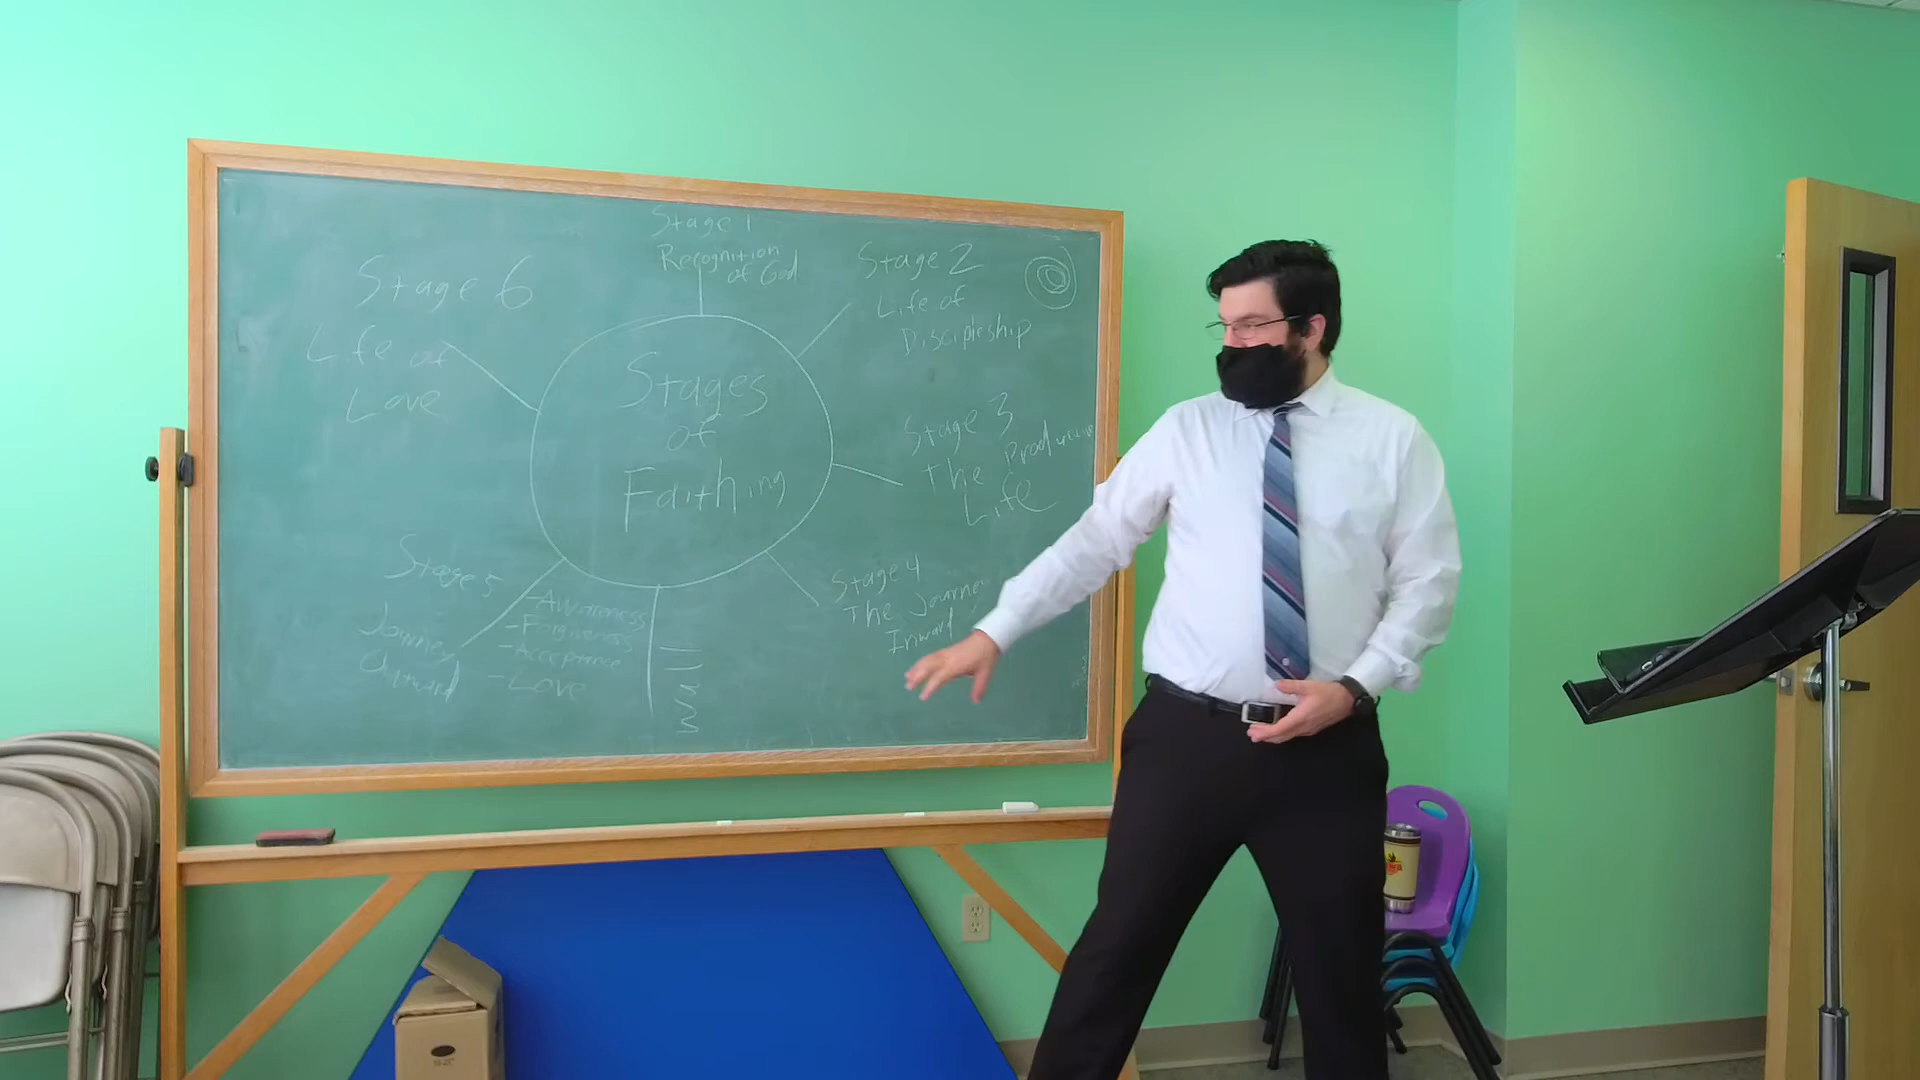 Stage 1
Recognition
of God
Stage 2
Life of
Discipleship
Stage 3
The Productive
Life
Stage 4
The Journey
Inward
Stage 5
Journey
Outward
- Awareness
- Forgiveness
- Acceptance
- Love
Stage 6
Life of
Love
Stages
of
Faithing